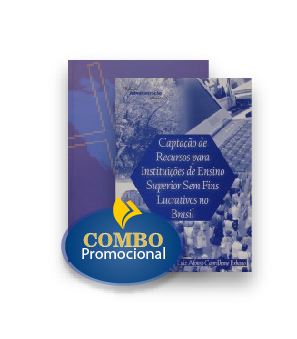 Captação de
Recursos para
Instituições de Ensino
Superior Sem Fins
Lucrativos no
Brasil
COMBO
Promocional